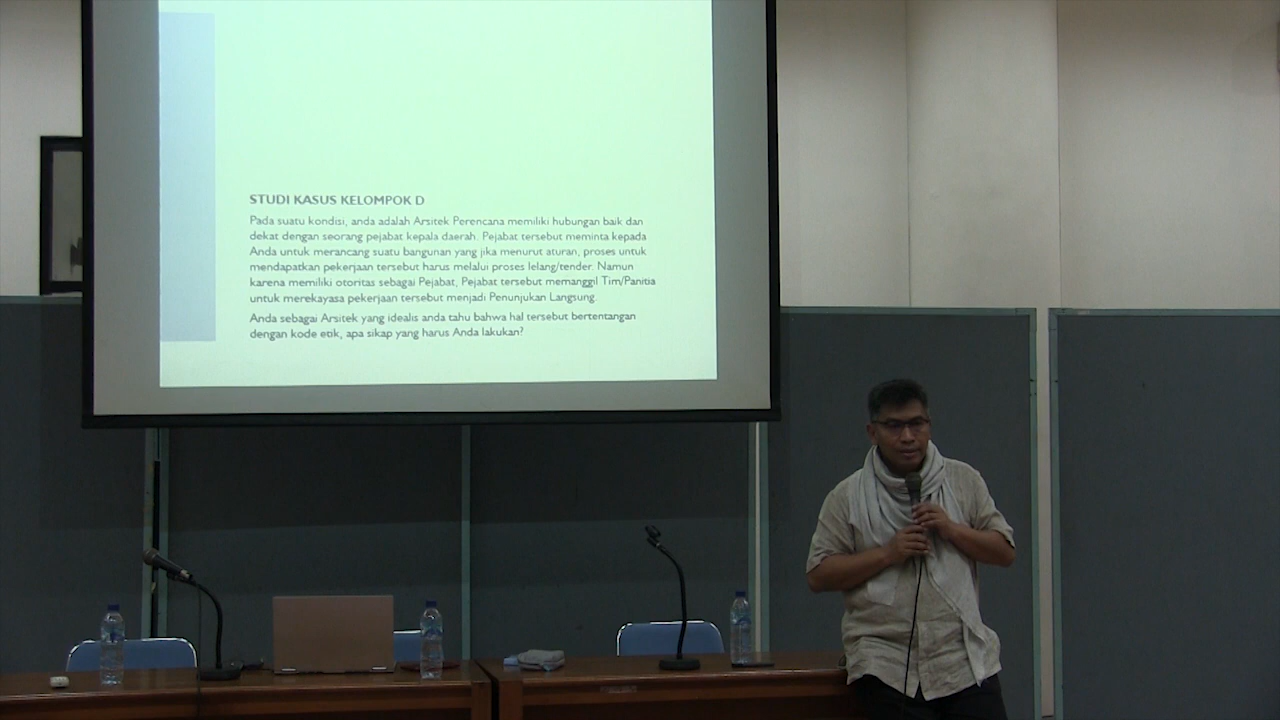 STUDI KASUS KELOMPOK D
Pada suatu kondisi, anda adalah Arsitek Perencana memiliki hubungan baik dan
dekat dengan seorang pejabat kepala daerah. Pejabat tersebut meminta kepada
Anda untuk merancang suatu bangunan yang jika menurut aturan, proses untuk
mendapatkan pekerjaan tersebut harus melalui proses lelang/tender. Namun
karena memiliki otoritas sebagai Pejabat, Pejabat tersebut memanggil Tim/Panitia
untuk merekayasa pekerjaan tersebut menjadi Penunjukan Langsung.
Anda sebagai Arsitek yang idealis anda tahu bahwa hal tersebut bertentangan
dengan kode etik, apa sikap yang harus Anda lakukan?